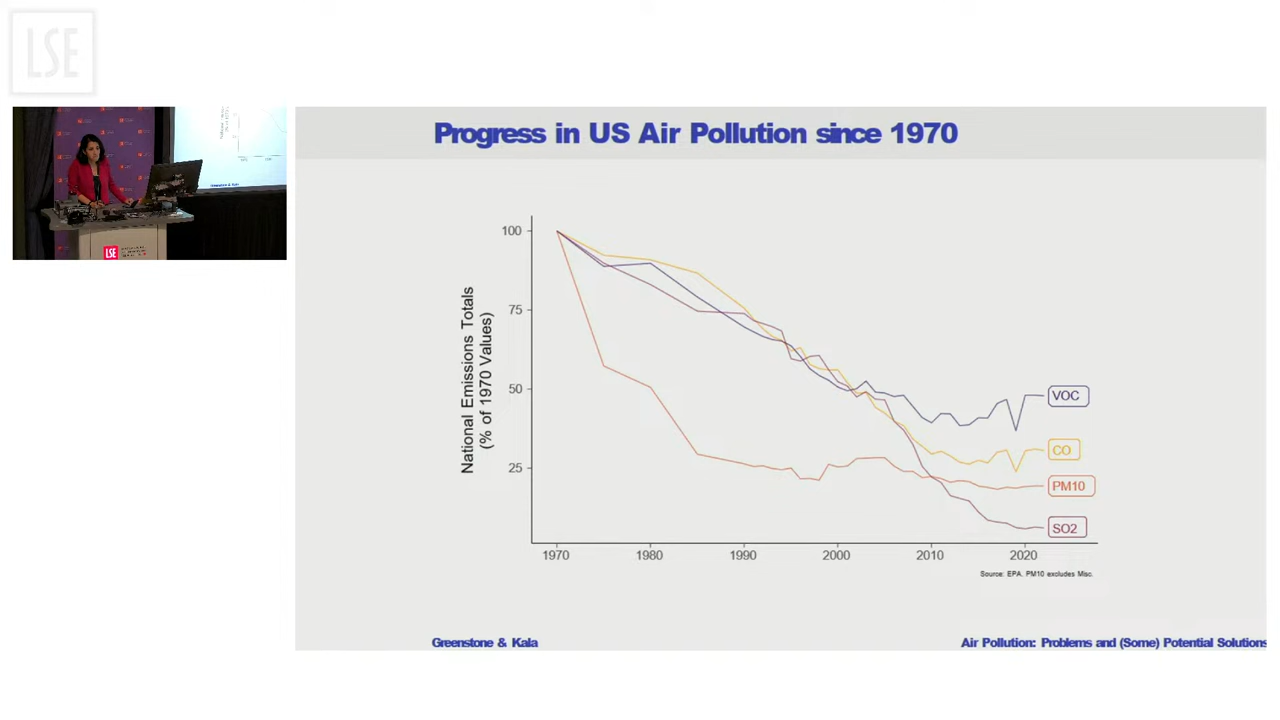 LSE
LSE
Progress in US Air Pollution since 1970
National Emissions Totals
(% of 1970 Values)
100
75
50
25
1970
1980
1990
2000
2010
2020
VOC
CO
PM10
SO2
Source: EPA. PM10 excludes Misc.
Greenstone & Kala
Air Pollution: Problems and (Some) Potential Solutions